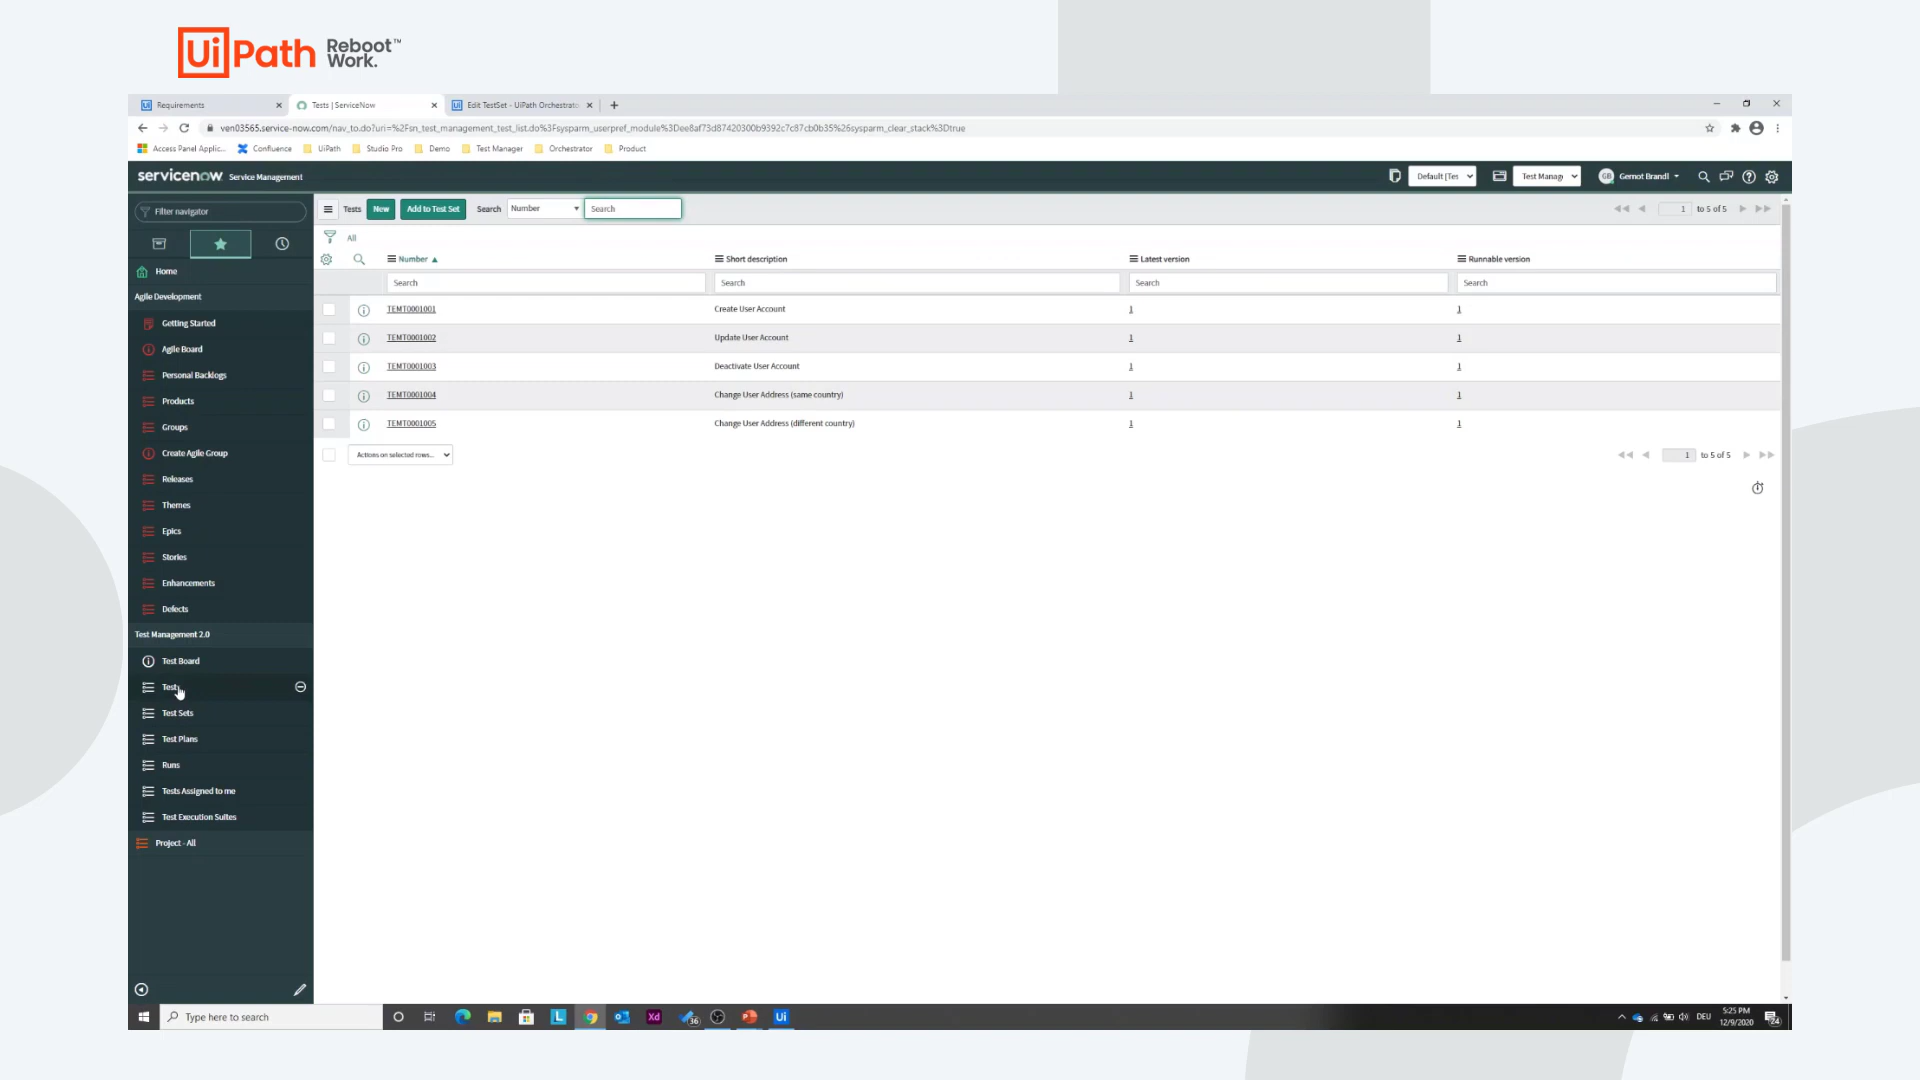 UiPath Reboot™ Work.
Requirements
Tests | ServiceNow
Edit TestSet - UiPath Orchestrato
ven03565.service-now.com/nav_to.do?uri=%2Fsn_test_management_test_list.do%3Fsysparm_userpref_module%3Dee8af73d87420300b9392c7c87cb0b35%26sysparm_clear_stack%3Dtrue
Access Panel Applic...
Confluence
UiPath
Studio Pro
Demo
Test Manager
Orchestrator
Product
servicenow Service Management
Default [Tes
Test Manag
GB
Gernot Brandl
Filter navigator
Tests
New
Add to Test Set
Search
Number
Search
1 to 5 of 5
All
Number
Short description
Latest version
Runnable version
Search
Search
Search
Search
TEMT0001001 Create User Account 1 1
TEMT0001002 Update User Account 1 1
TEMT0001003 Deactivate User Account 1 1
TEMT0001004 Change User Address (same country) 1 1
TEMT0001005 Change User Address (different country) 1 1
Actions on selected rows...
1 to 5 of 5
Home
Agile Development
Getting Started
Agile Board
Personal Backlogs
Products
Groups
Create Agile Group
Releases
Themes
Epics
Stories
Enhancements
Defects
Test Management 2.0
Test Board
Tests
Test Sets
Test Plans
Runs
Tests Assigned to me
Test Execution Suites
Project - All
Type here to search
L
Xd
36
Ui
DEU
5:25 PM
12/9/2020
24